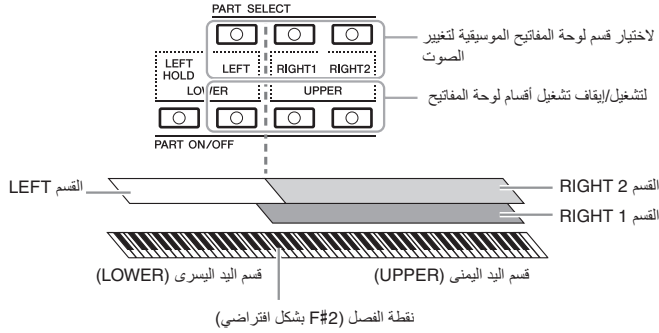 PART SELECT
لاختيار قسم لوحة المفاتيح الموسيقية لتغيير
الصوت
LEFT
HOLD
LEFT
RIGHT1
RIGHT2
LOWER
UPPER
لتشغيل/إيقاف تشغيل أقسام لوحة المفاتيح
PART ON/OFF
القسم LEFT
القسم RIGHT 2
القسم RIGHT 1
قسم اليد اليسرى (LOWER)
قسم اليد اليمنى (UPPER)
نقطة الفصل (F#2 بشكل افتراضي)